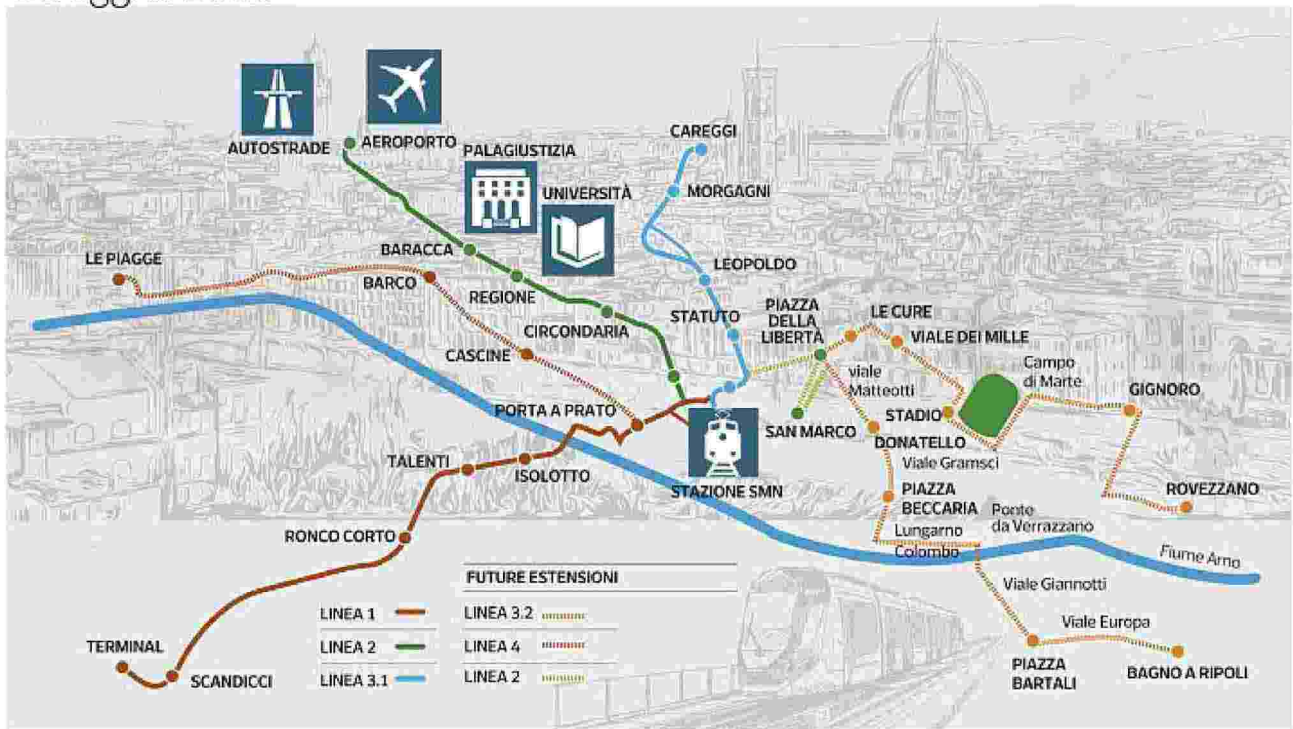 AUTOSTRADE
AEROPORTO
PALAGIUSTIZIA
UNIVERSITÀ
CAREGGI
MORGAGNI
LE PIAGGE
BARACCA
BARCO
REGIONE
CIRCONDARIA
CASCINE
LEOPOLDO
STATUTO
PIAZZA
DELLA
LIBERTÀ
LE CURE
VIALE DEI MILLE
viale
Matteotti
Campo
di Marte
GIGNORO
PORTA A PRATO
SAN MARCO
STADIO
DONATELLO
Viale Gramsci
TALENTI
ISOLOTTO
STAZIONE SMN
PIAZZA
BECCARIA
ROVEZZANO
Ponte
da Verrazzano
Lungarno
Colombo
Fiume Arno
RONCO CORTO
Viale Giannotti
Viale Europa
TERMINAL
SCANDICCI
PIAZZA
BARTALI
BAGNO A RIPOLI
FUTURE ESTENSIONI
LINEA 1
LINEA 3.2
LINEA 2
LINEA 4
LINEA 3.1
LINEA 2